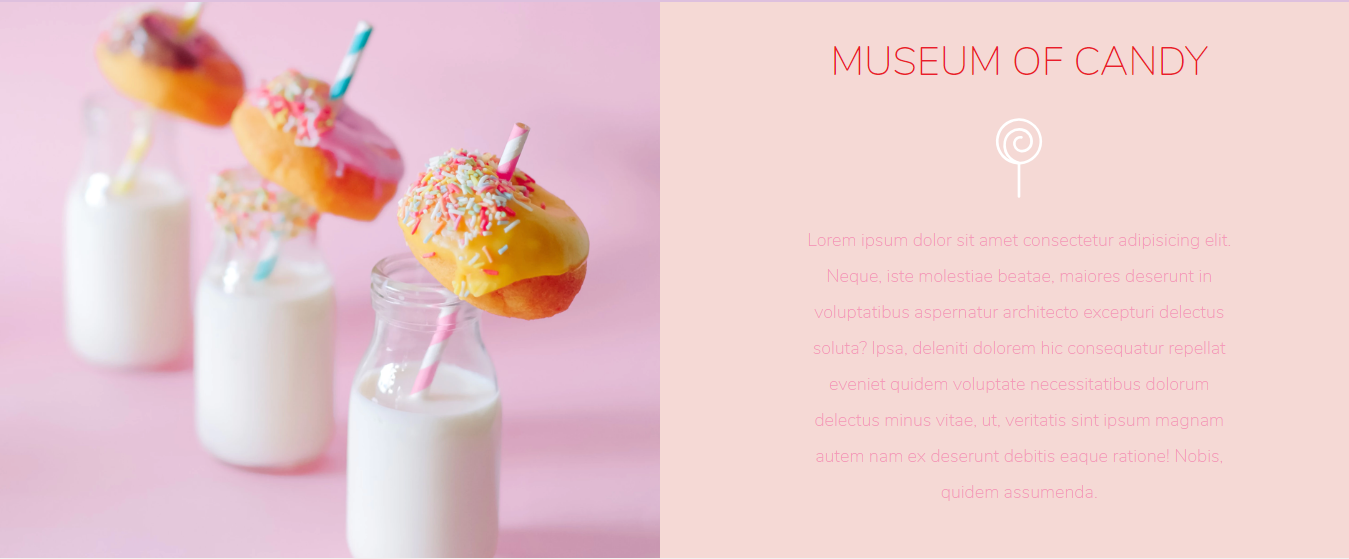 MUSEUM OF CANDY
Lorem ipsum dolor sit amet consectetur adipisicing elit.
Neque, iste molestiae beatae, maiores deserunt in
voluptatibus aspernatur architecto excepturi delectus
soluta? Ipsa, deleniti dolorem hic consequatur repellat
eveniet quidem voluptate necessitatibus dolorum
delectus minus vitae, ut, veritatis sint ipsum magnam
autem nam ex deserunt debitis eaque ratione! Nobis,
quidem assumenda.